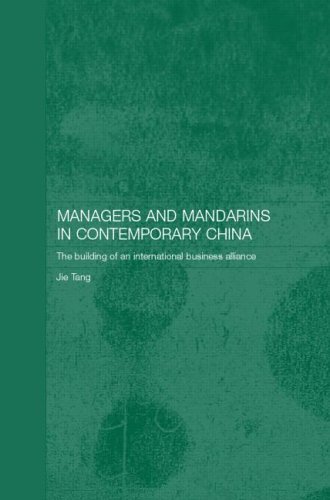 MANAGERS AND MANDARINS
IN CONTEMPORARY CHINA
The building of an international business alliance
Jie Tang